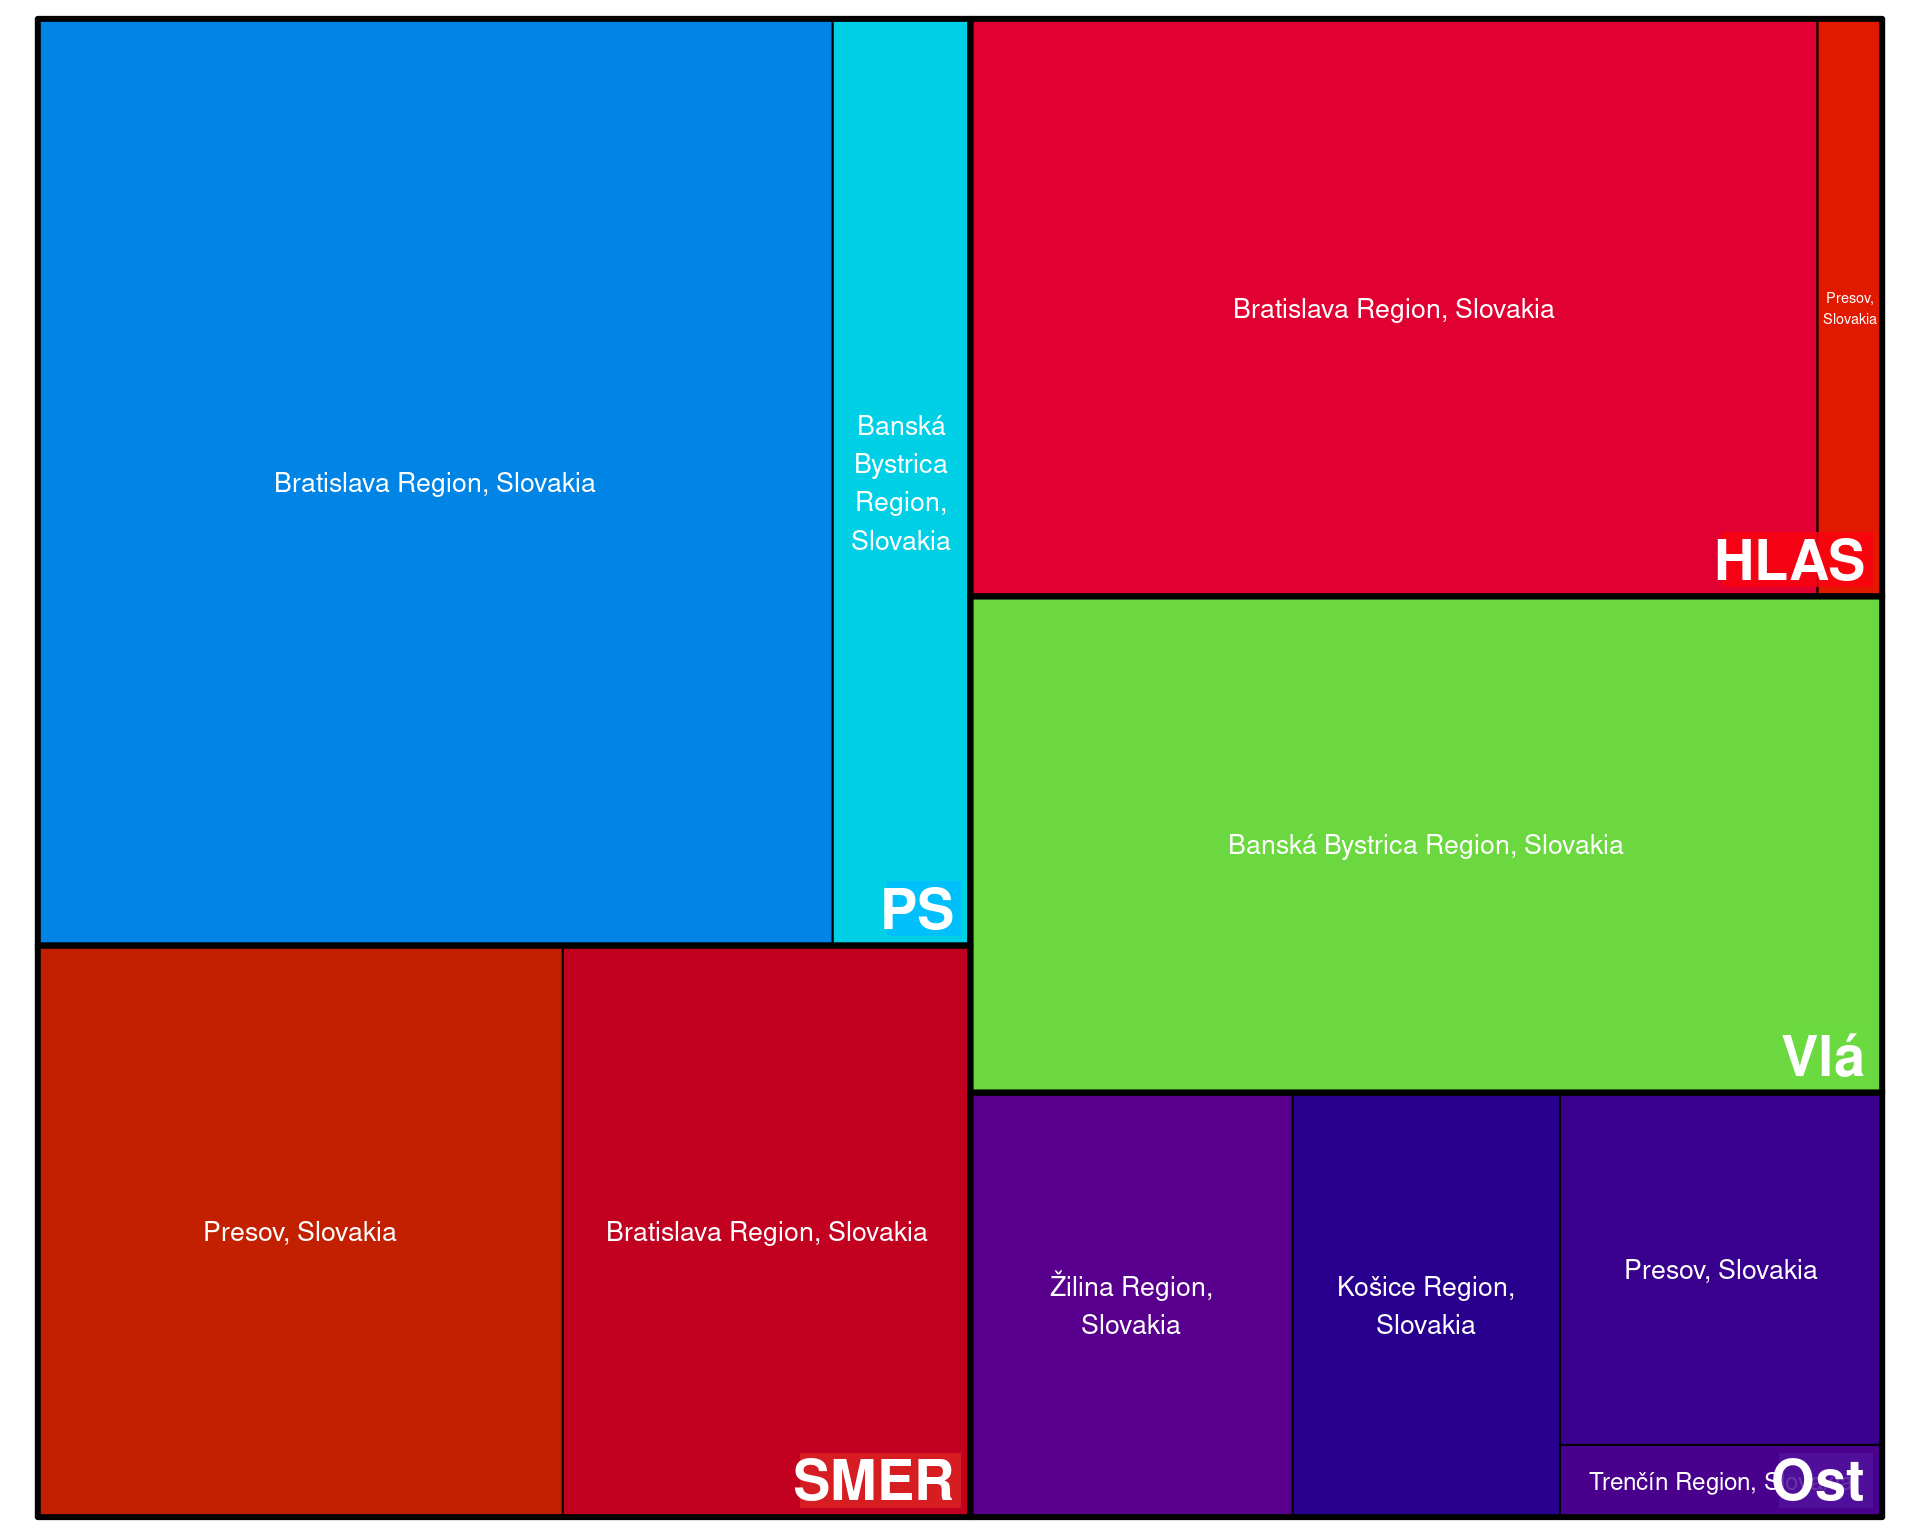 Bratislava Region, Slovakia
Banská
Bystrica
Region,
Slovakia
PS
Bratislava Region, Slovakia
Presov,
Slovakia
HLAS
Banská Bystrica Region, Slovakia
Vlá
Presov, Slovakia
Bratislava Region, Slovakia
SMER
Žilina Region,
Slovakia
Košice Region,
Slovakia
Presov, Slovakia
Trenčín Region,
Ost